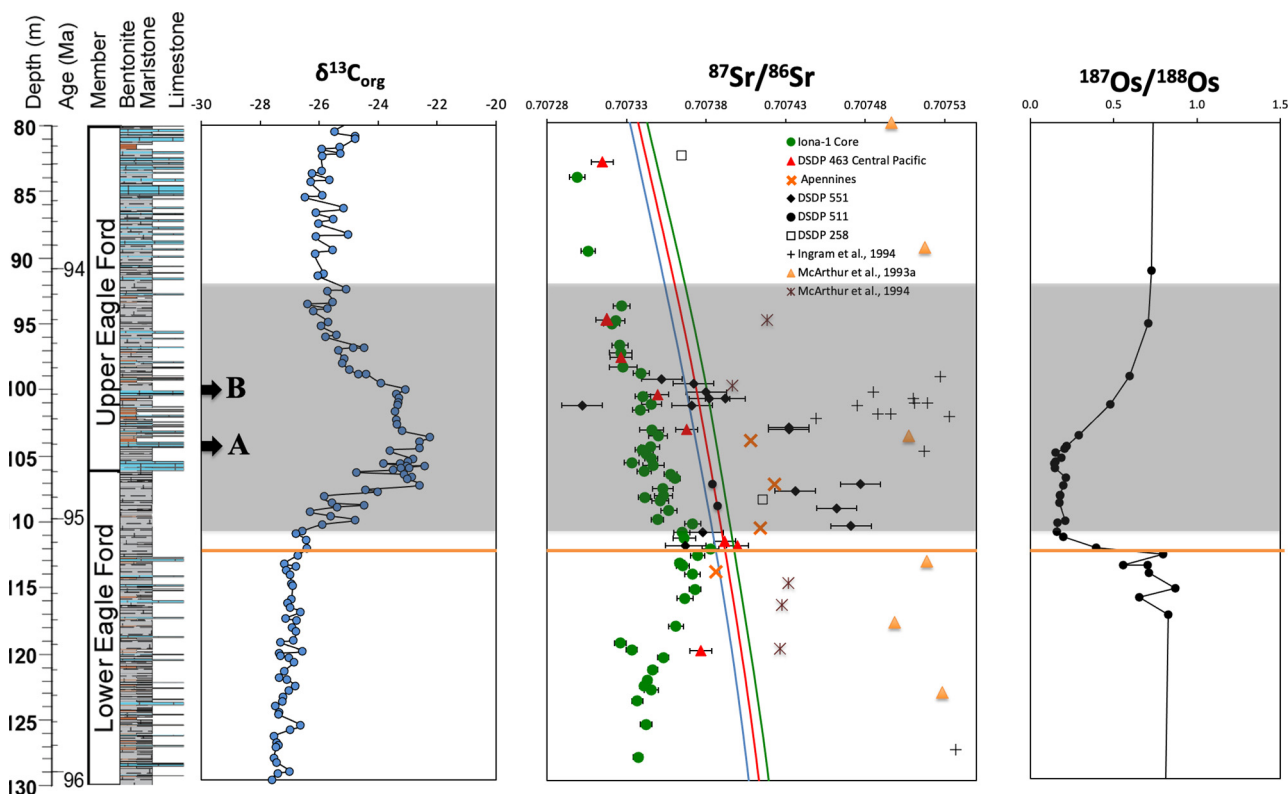 Depth (m)
Age (Ma)
Member
Bentonite
Marlstone
Limestone
δ13Corg
-30 -28 -26 -24 -22 -20
87Sr/86Sr
0.70728 0.70733 0.70738 0.70743 0.70748 0.70753
187Os/188Os
0.0 0.5 1.0 1.5
80
85
90
95
100
105
10
115
120
125
130
94
95
96
Upper Eagle Ford
Lower Eagle Ford
B
A
Iona-1 Core
DSDP 463 Central Pacific
Apennines
DSDP 551
DSDP 511
DSDP 258
Ingram et al., 1994
McArthur et al., 1993a
McArthur et al., 1994